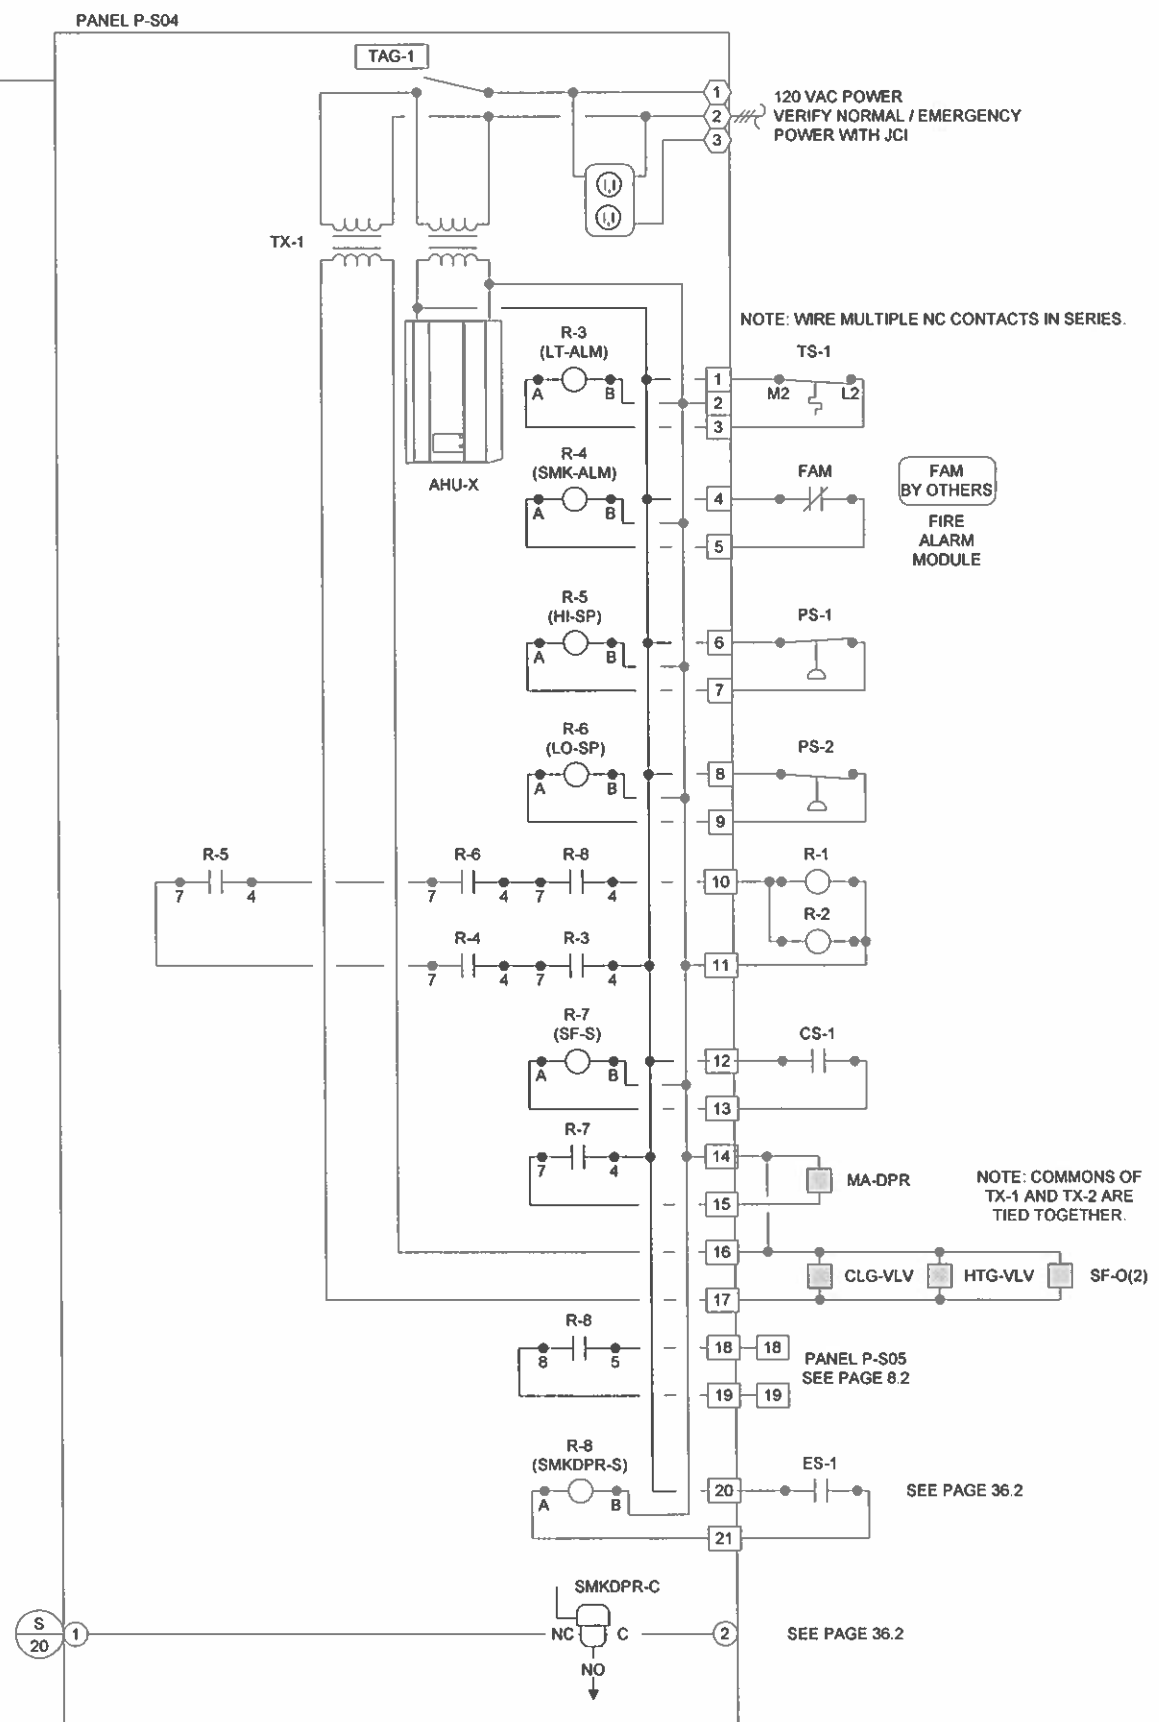 PANEL P-S04
TAG-1
1
2
3
120 VAC POWER
VERIFY NORMAL / EMERGENCY
POWER WITH JCI
TX-1
AHU-X
NOTE: WIRE MULTIPLE NC CONTACTS IN SERIES.
R-3
(LT-ALM)
A
B
1
2
3
TS-1
M2
L2
R-4
(SMK-ALM)
A
B
4
5
FAM
FAM
BY OTHERS
FIRE
ALARM
MODULE
R-5
(HI-SP)
A
B
6
7
PS-1
R-6
(LO-SP)
A
B
8
9
PS-2
R-5
7
4
R-6
7
4
R-8
7
4
10
R-1
R-2
R-4
7
4
R-3
7
4
11
R-7
(SF-S)
A
B
12
13
CS-1
R-7
7
4
14
15
MA-DPR
NOTE: COMMONS OF
TX-1 AND TX-2 ARE
TIED TOGETHER.
16
17
CLG-VLV
HTG-VLV
SF-O(2)
R-8
8
5
18
18
19
19
PANEL P-S05
SEE PAGE 8.2
R-8
(SMKDPR-S)
A
B
20
21
ES-1
SEE PAGE 36.2
SMKDPR-C
S
20
1
NC
C
2
SEE PAGE 36.2
NO